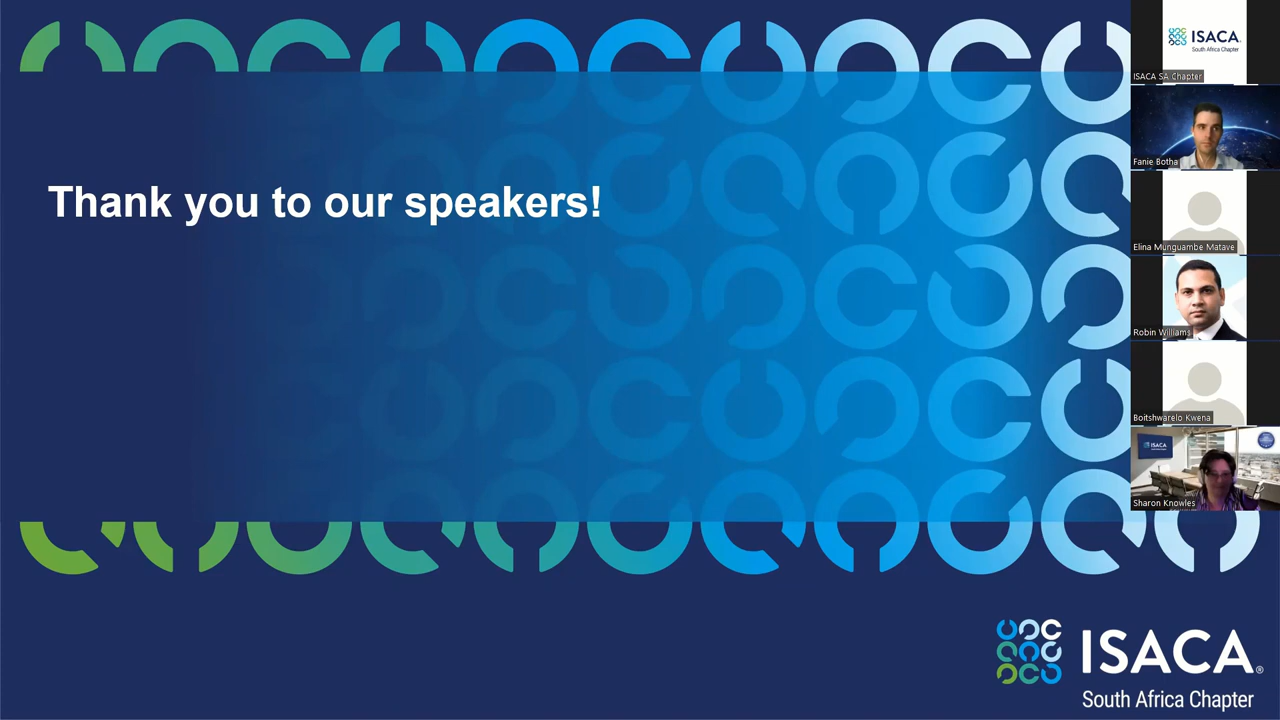 Thank you to our speakers!
ISACA®
South Africa Chapter
ISACA SA Chapter
Fanie Botha
Elina Munguambe Matave
Robin Williams
Boitshwarelo Kwena
ISACA
Sharon Knowles
ISACA®
South Africa Chapter